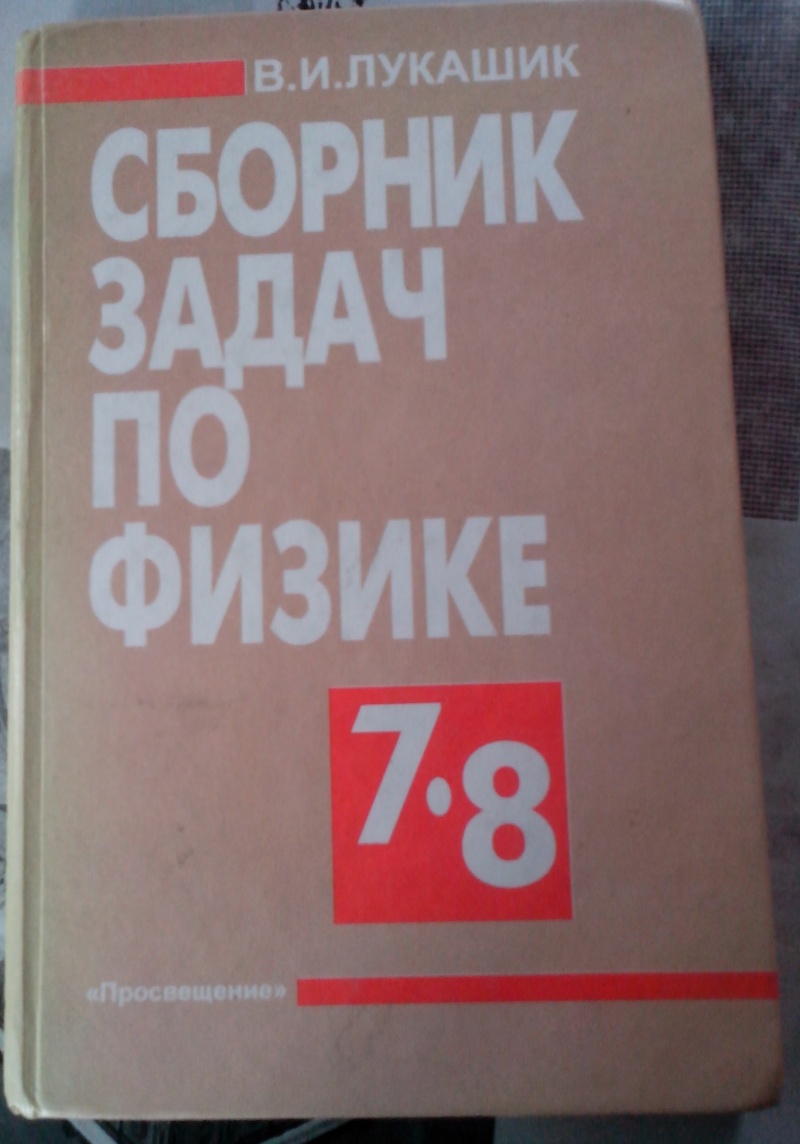 В.И.ЛУКАШИК
СБОРНИК
ЗАДАЧ
ПО
ФИЗИКЕ
7·8
«Просвещение»